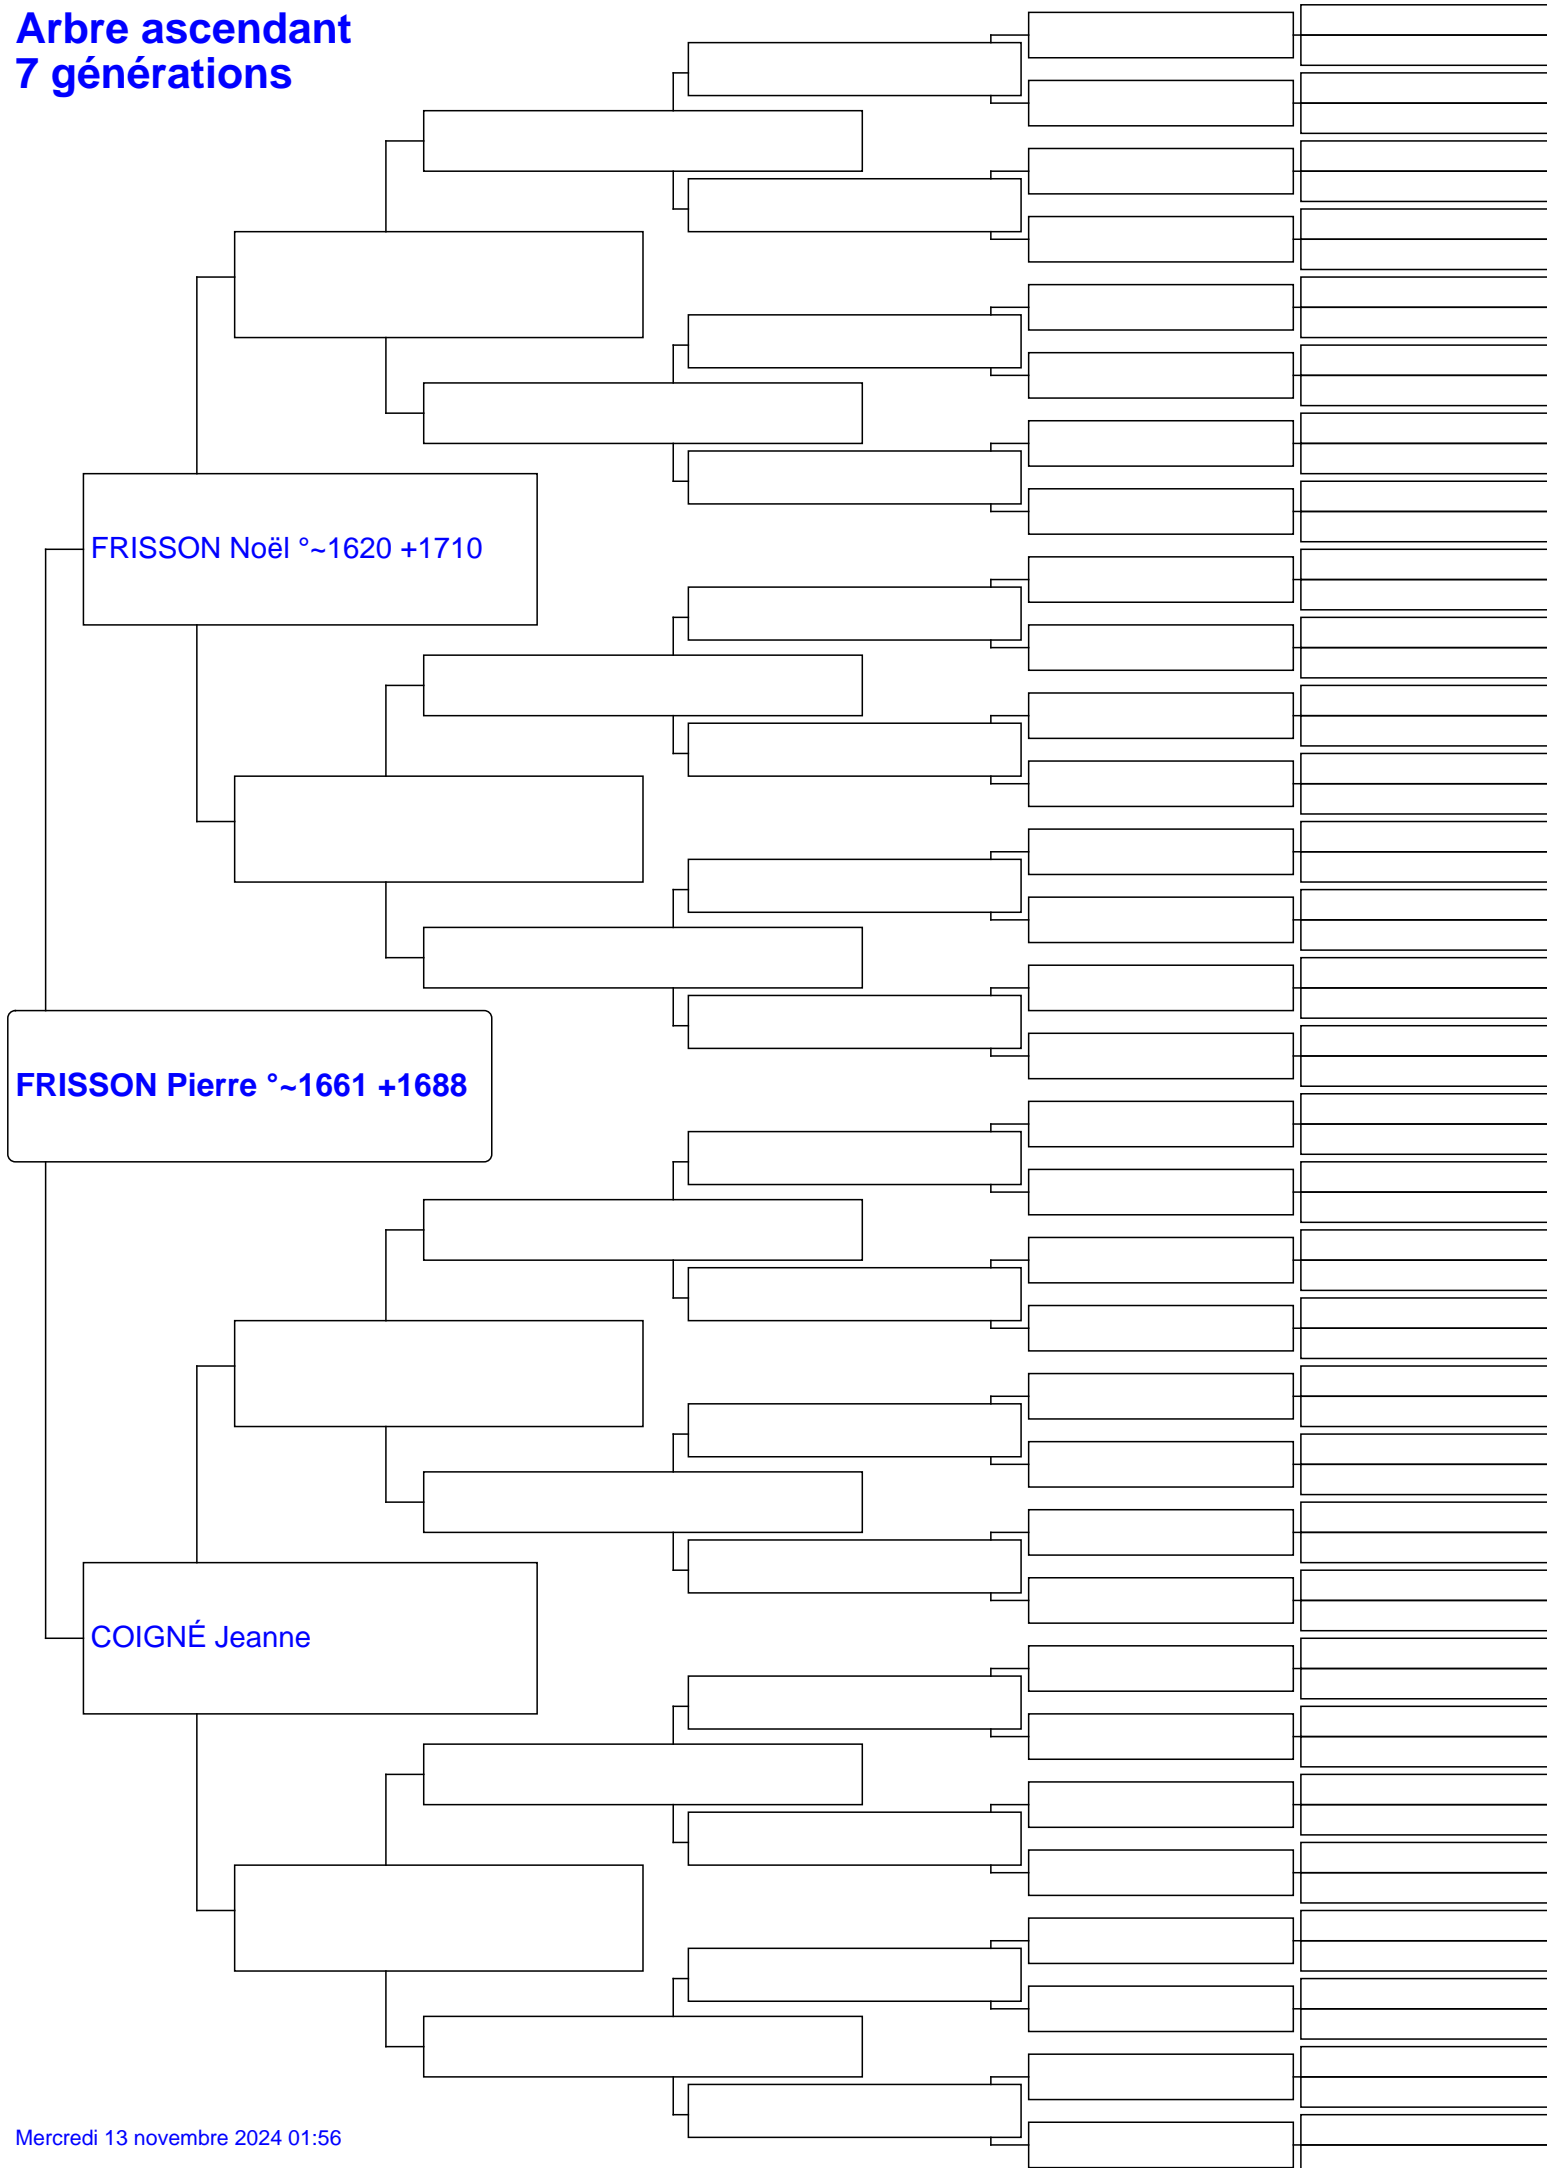 Arbre ascendant
7 générations
FRISSON Noël °~1620 +1710
FRISSON Pierre °~1661 +1688
COIGNÉ Jeanne
Mercredi 13 novembre 2024 01:56